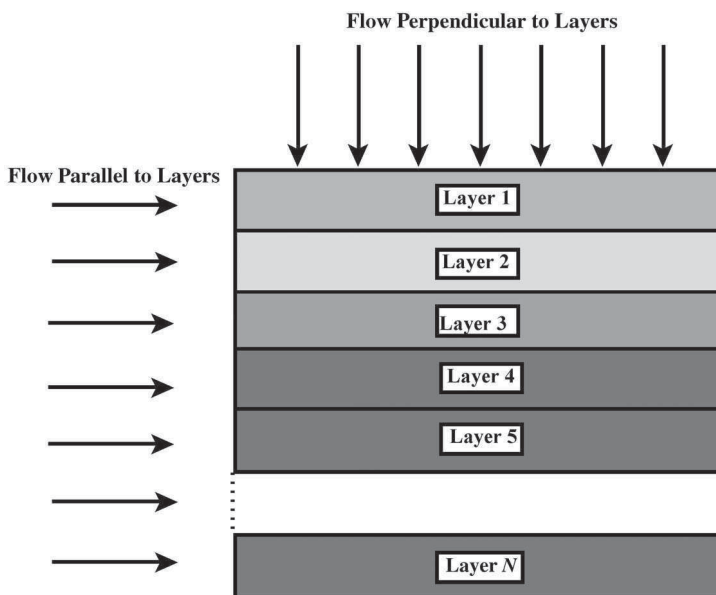 Flow Perpendicular to Layers
Flow Parallel to Layers
Layer 1
Layer 2
Layer 3
Layer 4
Layer 5
Layer N